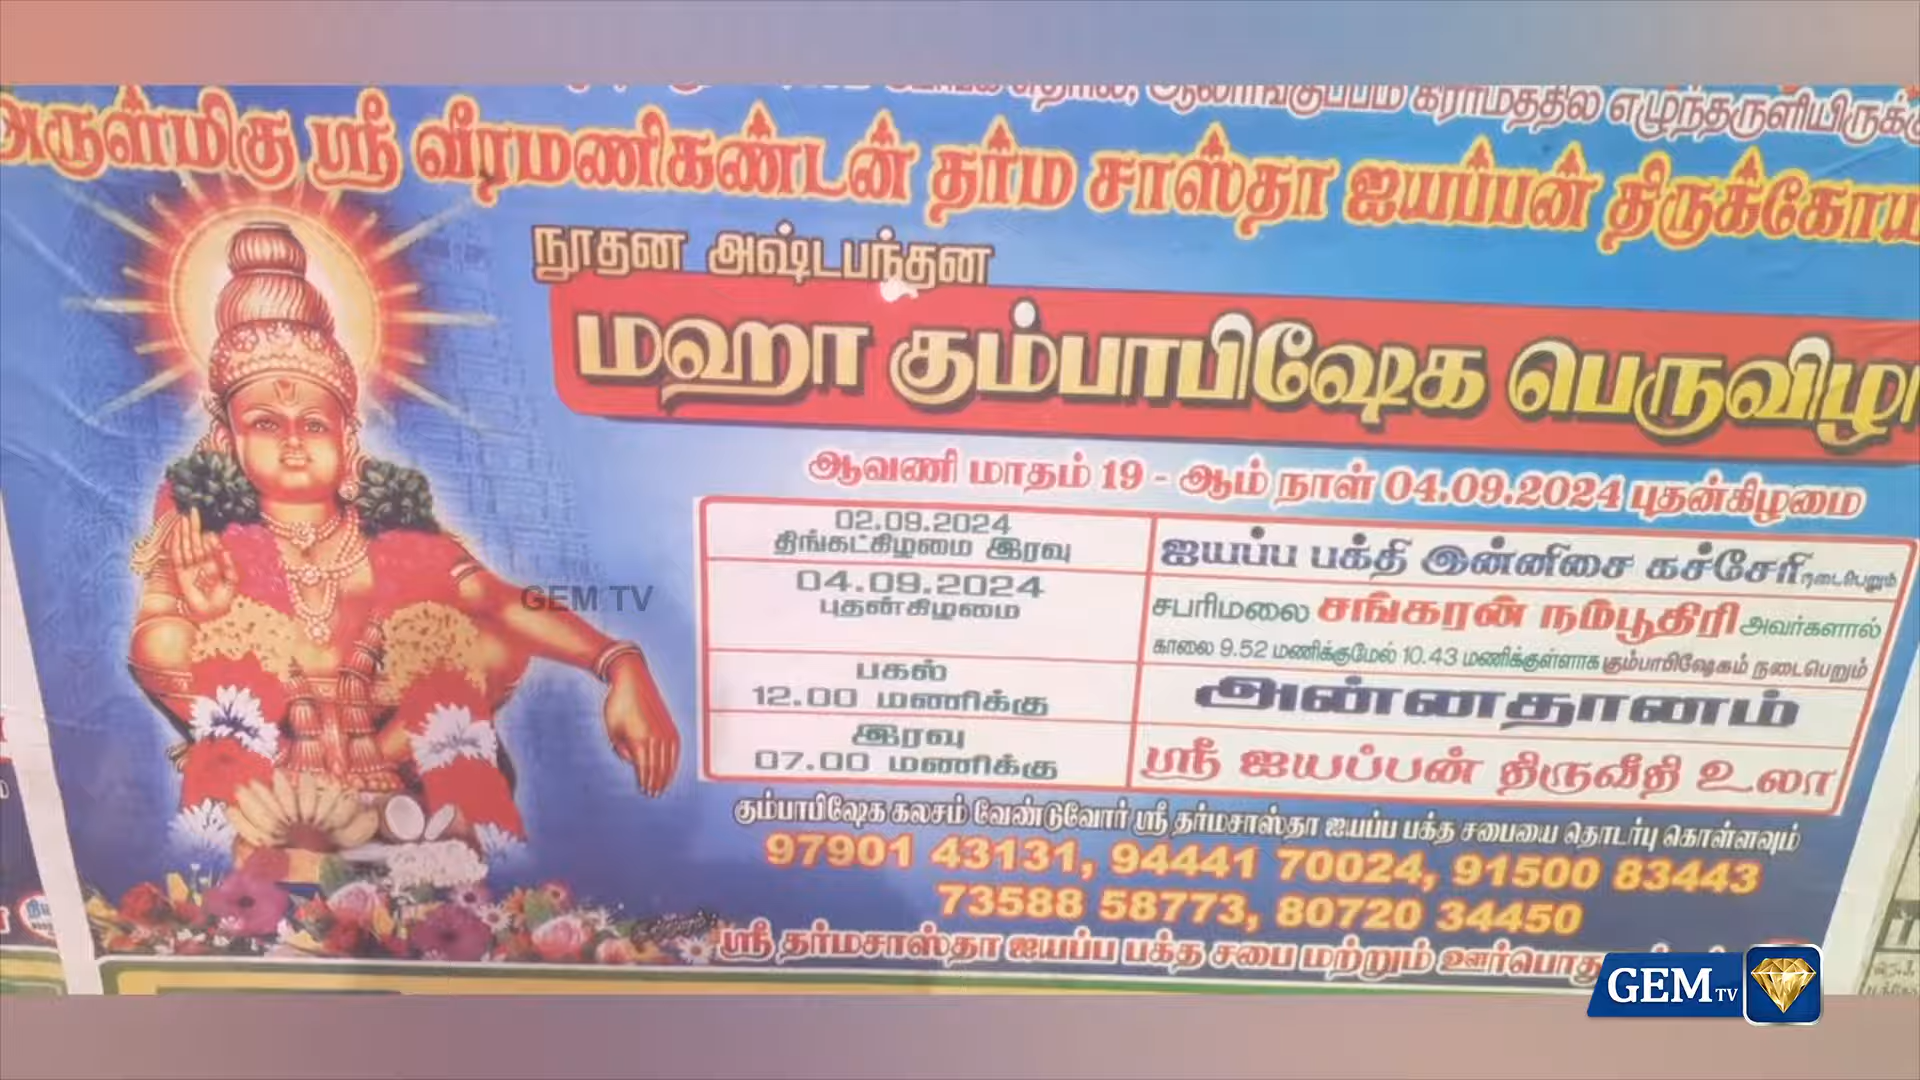 ஆலாங்குப்பம் கிராமத்தில் எழுந்தருளியிருக்கு
அருள்மிகு ஸ்ரீ வீரமணிகண்டன் தர்ம சாஸ்தா ஐயப்பன் திருக்கோய
நூதன அஷ்டபந்தன
மஹா கும்பாபிஷேக பெருவிழா
ஆவணி மாதம் 19 - ஆம் நாள் 04.09.2024 புதன்கிழமை
02.09.2024
திங்கட்கிழமை இரவு
ஐயப்ப பக்தி இன்னிசை கச்சேரி நடைபெறும்
04.09.2024
புதன்கிழமை
சபரிமலை சங்கரன் நம்பூதிரி அவர்களால்
காலை 9.52 மணிக்குமேல் 10.43 மணிக்குள்ளாக கும்பாபிஷேகம் நடைபெறும்
பகல்
12.00 மணிக்கு
அன்னதானம்
இரவு
07.00 மணிக்கு
ஸ்ரீ ஐயப்பன் திருவீதி உலா
கும்பாபிஷேக கலசம் வேண்டுவோர் ஸ்ரீ தர்மசாஸ்தா ஐயப்ப பக்த சபையை தொடர்பு கொள்ளவும்
97901 43131, 94441 70024, 91500 83443
73588 58773, 80720 34450
ஸ்ரீ தர்மசாஸ்தா ஐயப்ப பக்த சபை மற்றும் ஊர்பொது
GEM TV
GEM TV